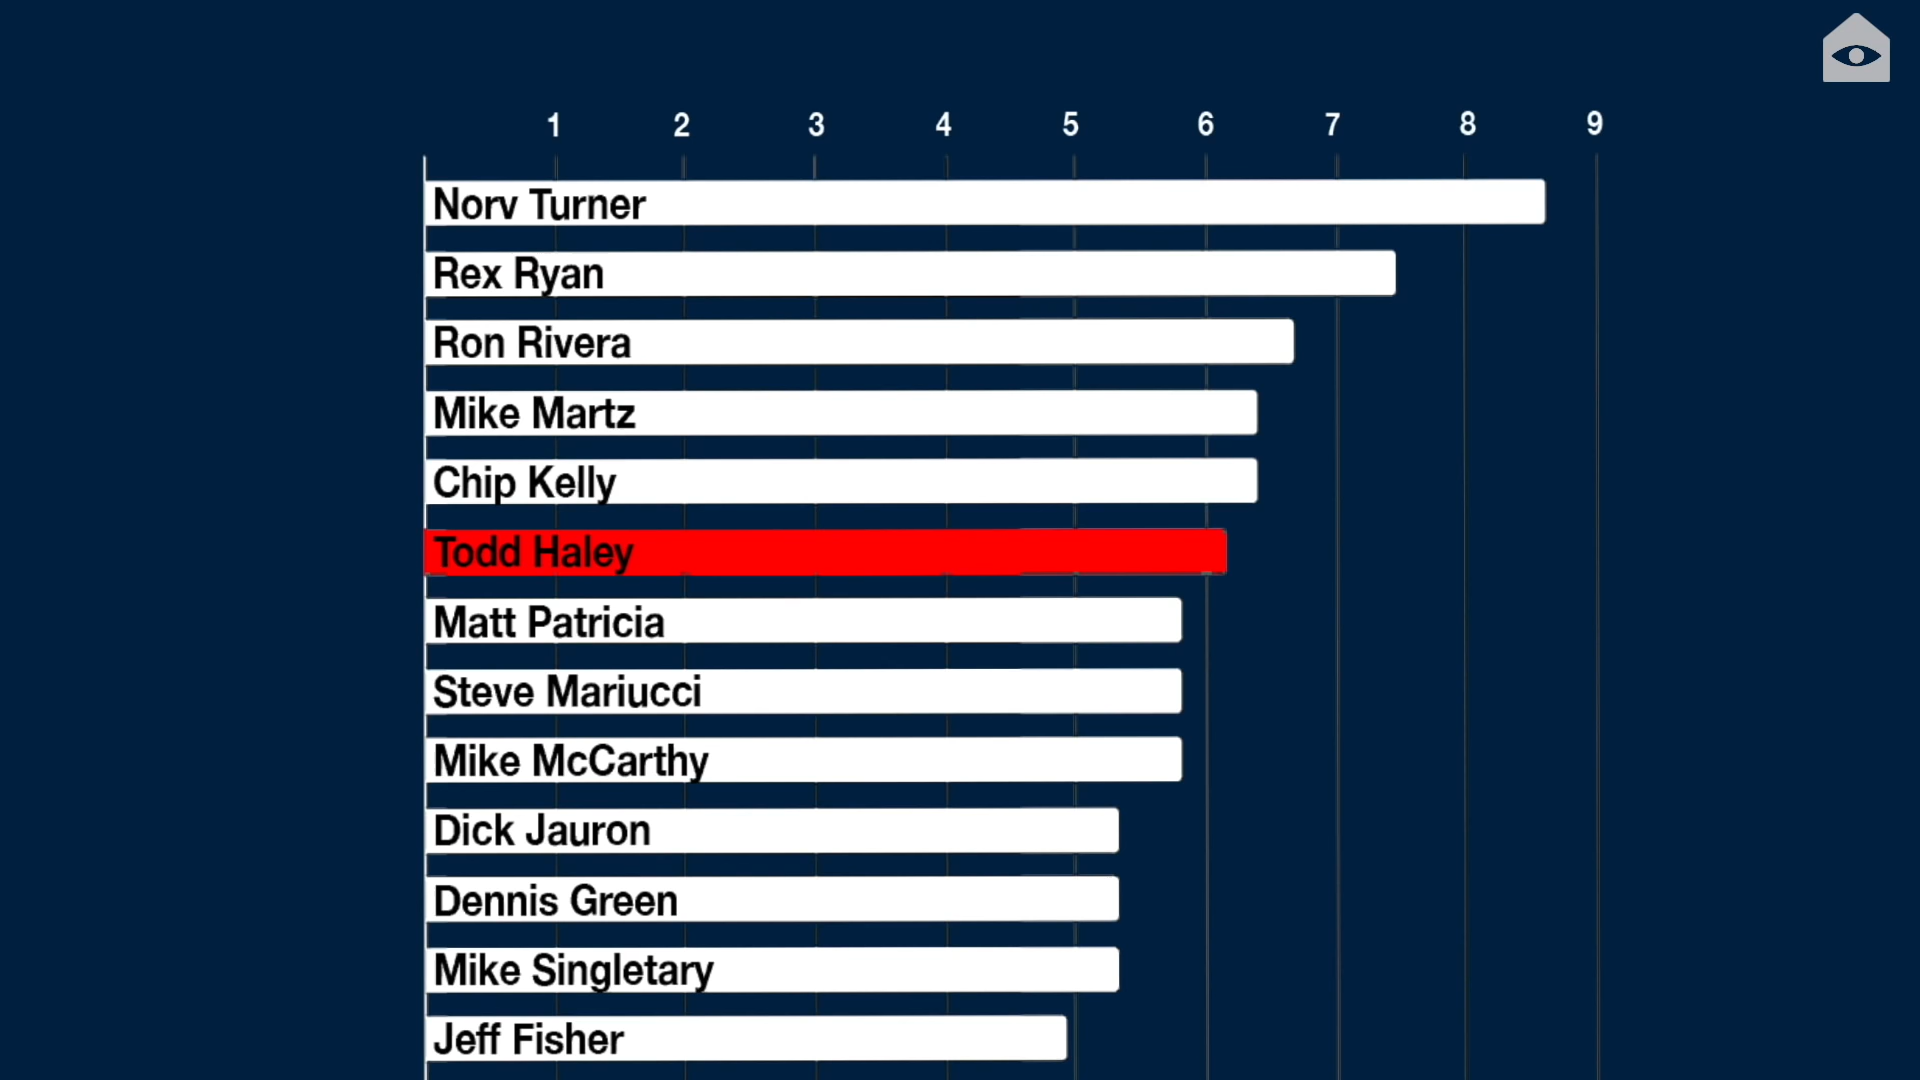 1 2 3 4 5 6 7 8 9
Norv Turner
Rex Ryan
Ron Rivera
Mike Martz
Chip Kelly
Todd Haley
Matt Patricia
Steve Mariucci
Mike McCarthy
Dick Jauron
Dennis Green
Mike Singletary
Jeff Fisher